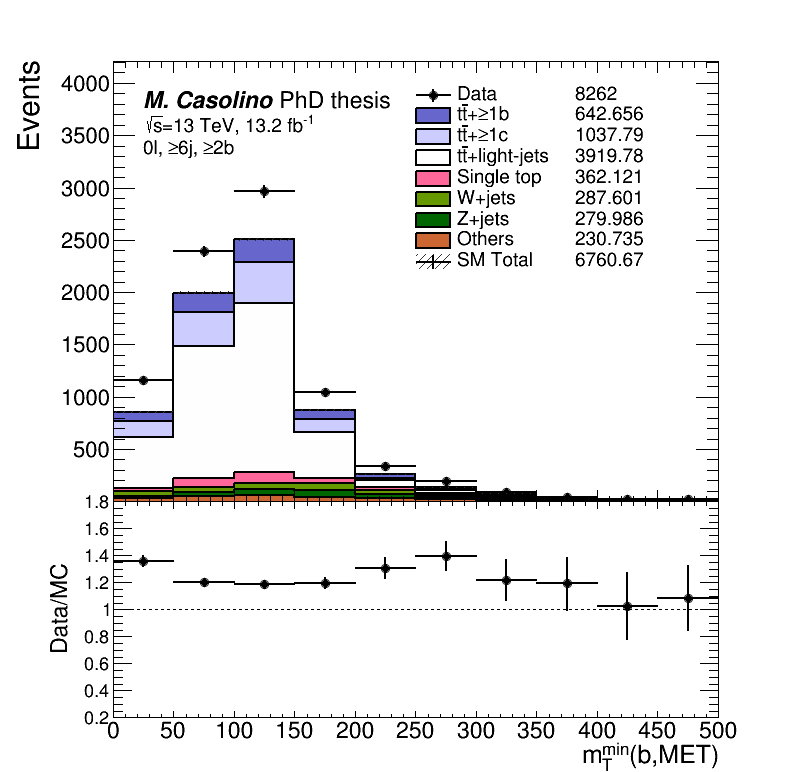 Events
4000
3500
3000
2500
2000
1500
1000
500
M. Casolino PhD thesis
√s=13 TeV, 13.2 fb⁻¹
0l, ≥6j, ≥2b
Data 8262
tt̄+≥1b 642.656
tt̄+≥1c 1037.79
tt̄+light-jets 3919.78
Single top 362.121
W+jets 287.601
Z+jets 279.986
Others 230.735
SM Total 6760.67
Data/MC
1.8
1.6
1.4
1.2
1
0.8
0.6
0.4
0.2
0 50 100 150 200 250 300 350 400 450 500
m_T^min(b,MET)